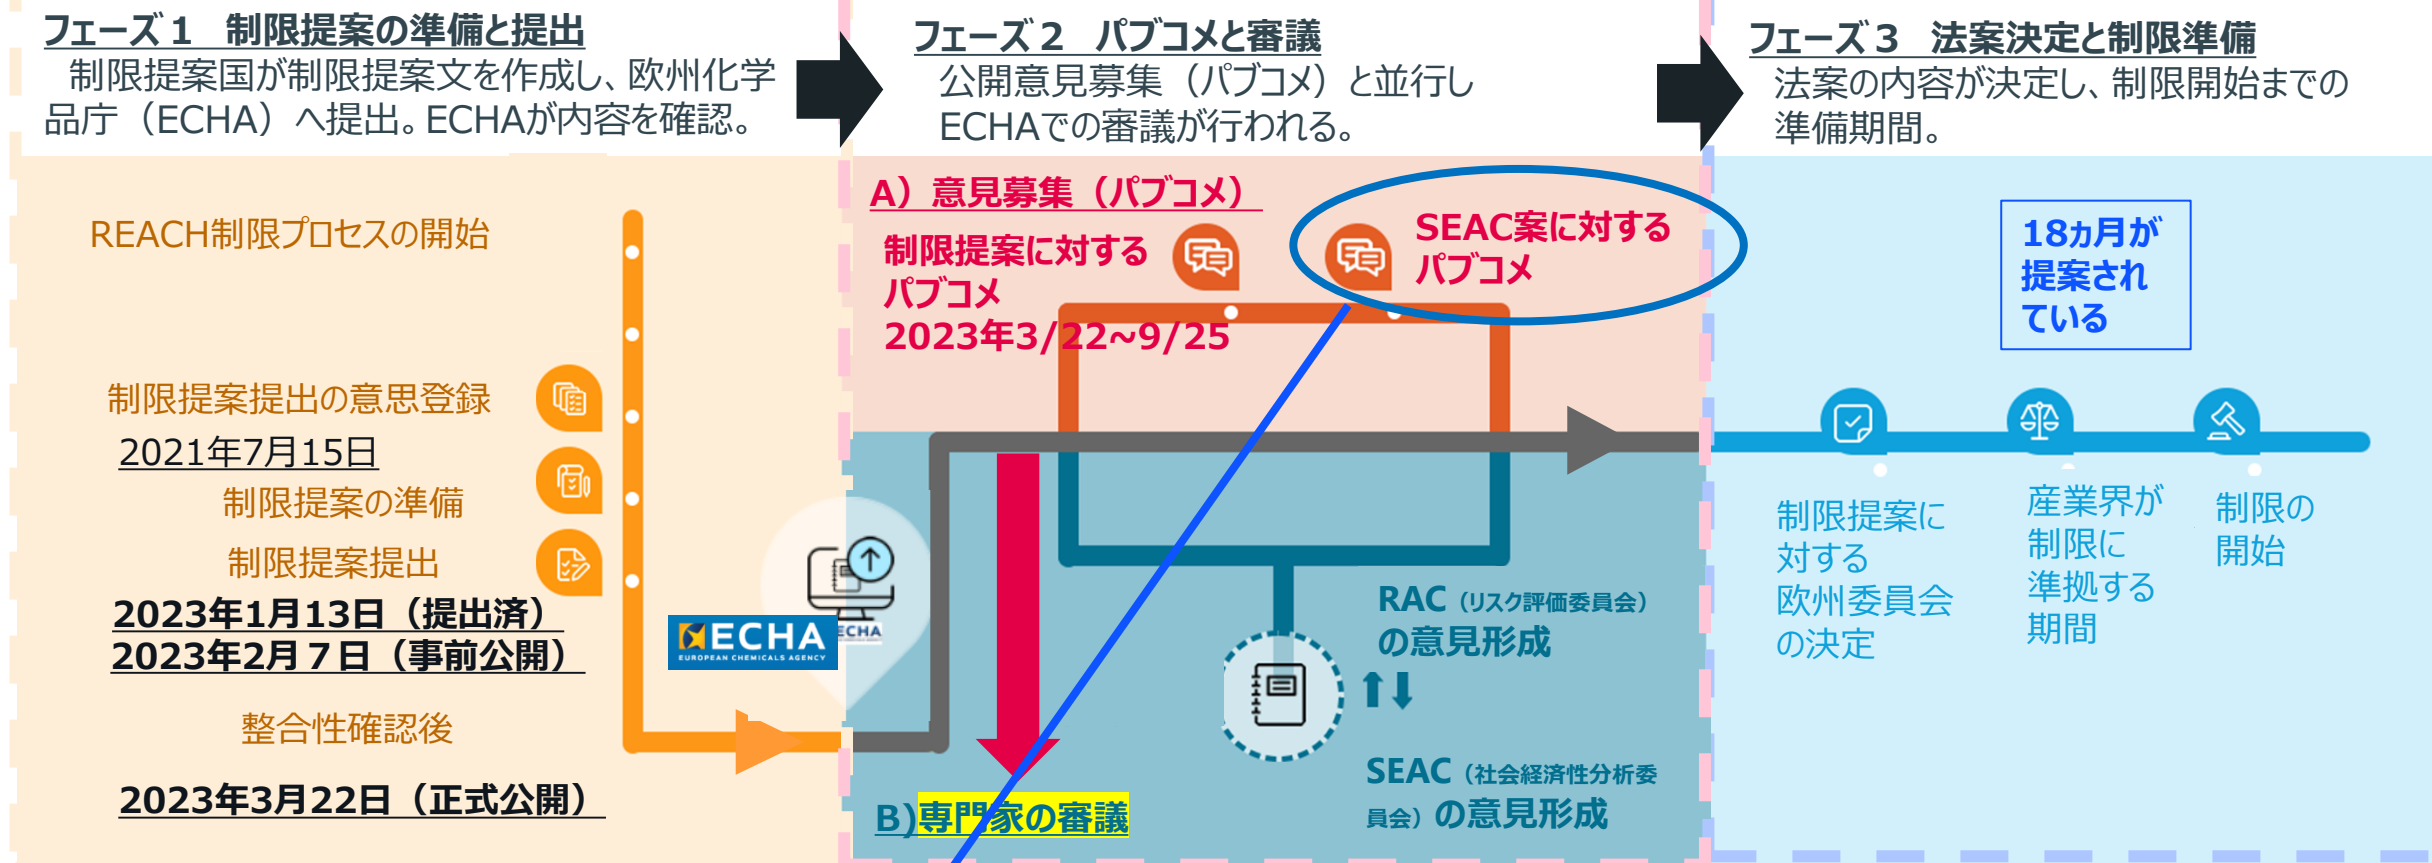 フェーズ１　制限提案の準備と提出
制限提案国が制限提案文を作成し、欧州化学
品庁（ECHA）へ提出。ECHAが内容を確認。
REACH制限プロセスの開始
制限提案提出の意思登録
2021年7月15日
制限提案の準備
制限提案提出
2023年1月13日（提出済）
2023年2月７日（事前公開）
整合性確認後
2023年3月22日（正式公開）
ECHA
EUROPEAN CHEMICALS AGENCY
ECHA
フェーズ２　パブコメと審議
公開意見募集（パブコメ）と並行し
ECHAでの審議が行われる。
A）意見募集（パブコメ）
制限提案に対する
パブコメ
2023年3/22~9/25
SEAC案に対する
パブコメ
RAC（リスク評価委員会）
の意見形成
SEAC（社会経済性分析委
員会）の意見形成
B)専門家の審議
フェーズ３　法案決定と制限準備
法案の内容が決定し、制限開始までの
準備期間。
18ヵ月が
提案され
ている
制限提案に
対する
欧州委員会
の決定
産業界が
制限に
準拠する
期間
制限の
開始